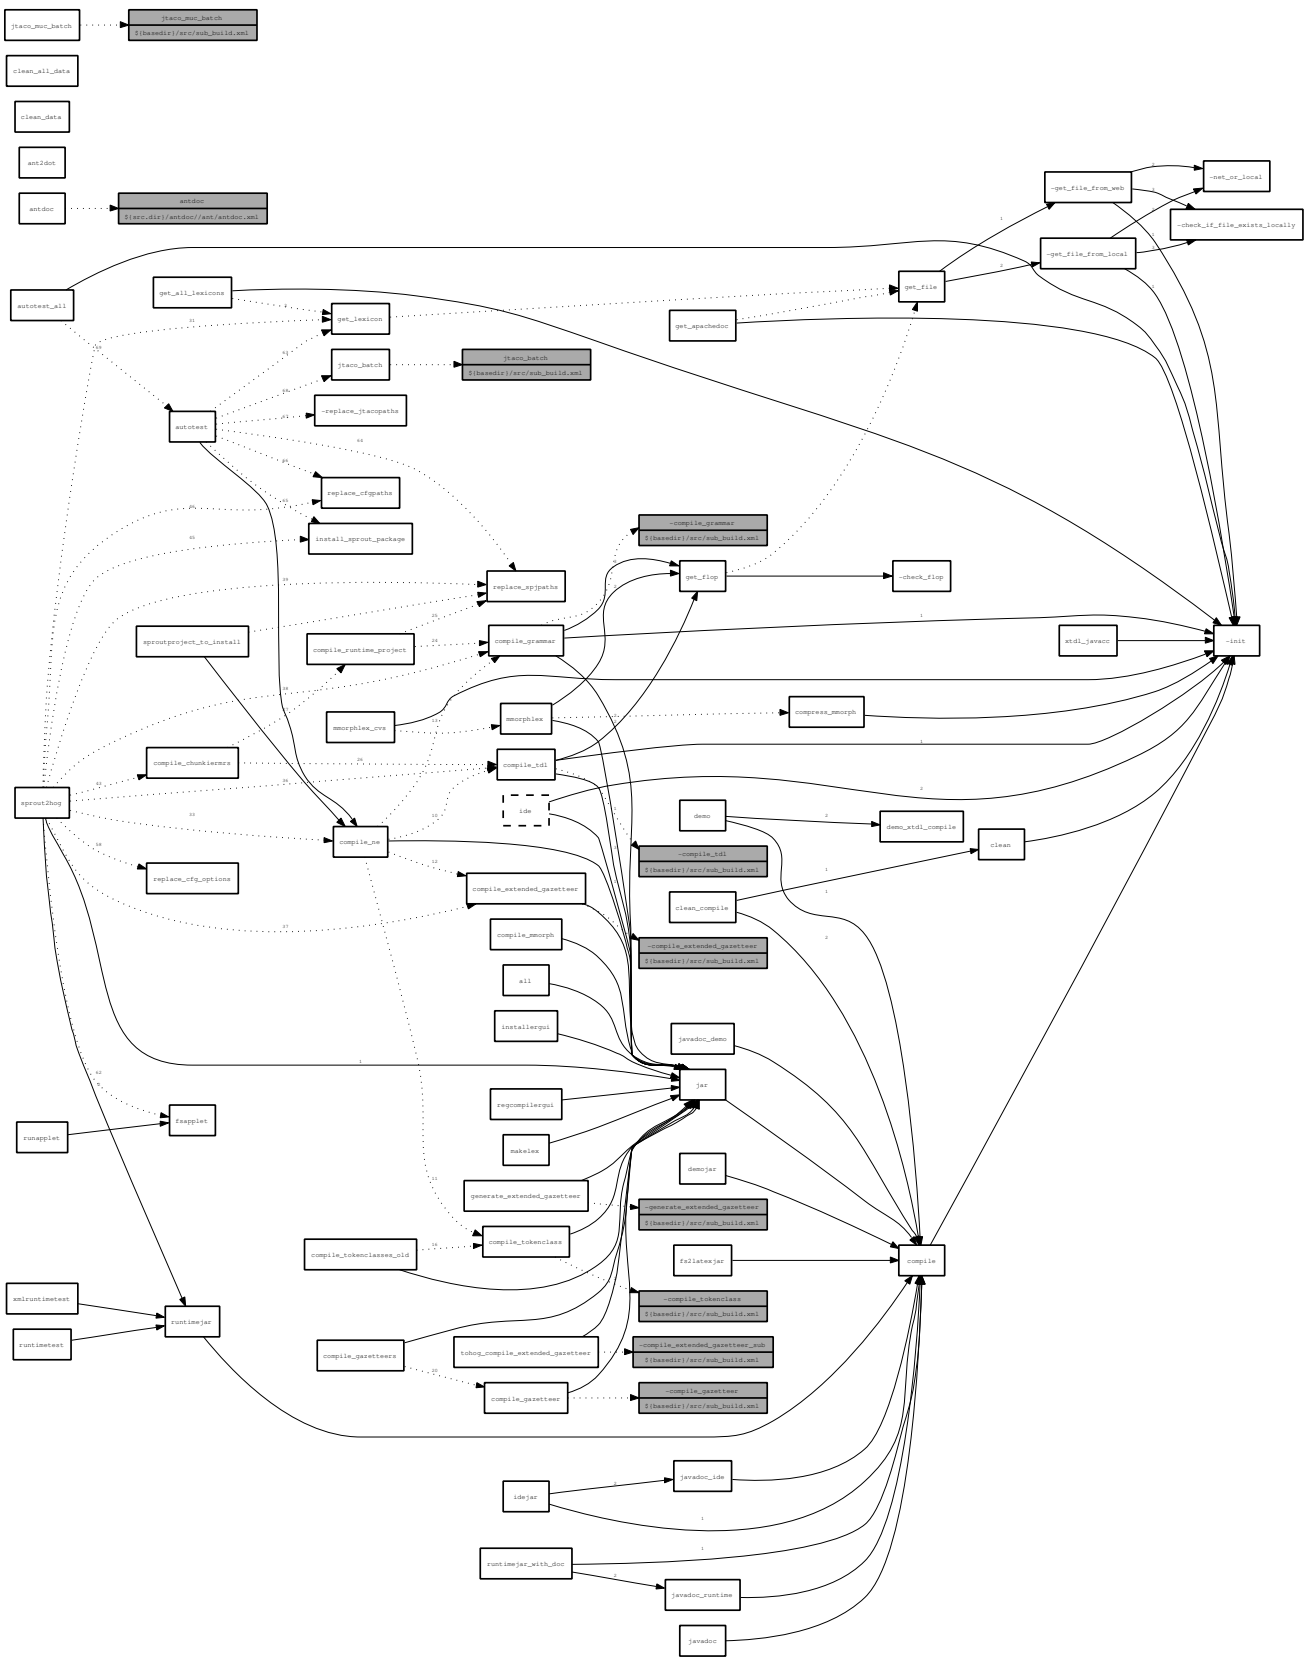 jtaco_muc_batch
jtaco_muc_batch
${basedir}/src/sub_build.xml
clean_all_data
clean_data
ant2dot
antdoc
antdoc
${src.dir}/antdoc//ant/antdoc.xml
-get_file_from_web
-net_or_local
-check_if_file_exists_locally
-get_file_from_local
autotest_all
get_all_lexicons
get_lexicon
get_file
get_apachedoc
jtaco_batch
jtaco_batch
${basedir}/src/sub_build.xml
autotest
-replace_jtacopaths
replace_cfgpaths
install_sprout_package
-compile_grammar
${basedir}/src/sub_build.xml
replace_spjpaths
get_flop
-check_flop
sproutproject_to_install
compile_runtime_project
compile_grammar
xtdl_javacc
-init
mmorphlex_cvs
mmorphlex
compress_mmorph
compile_chunkiermrs
compile_tdl
sprout2hog
ide
demo
demo_xtdl_compile
clean
compile_ne
-compile_tdl
${basedir}/src/sub_build.xml
replace_cfg_options
compile_extended_gazetteer
clean_compile
compile_mmorph
-compile_extended_gazetteer
${basedir}/src/sub_build.xml
all
installergui
javadoc_demo
jar
regcompilergui
fsapplet
runapplet
makelex
demojar
generate_extended_gazetteer
-generate_extended_gazetteer
${basedir}/src/sub_build.xml
compile_tokenclasses_old
compile_tokenclass
fs2latexjar
compile
xmlruntimetest
-compile_tokenclass
${basedir}/src/sub_build.xml
runtimejar
runtimetest
compile_gazetteers
tohog_compile_extended_gazetteer
-compile_extended_gazetteer_sub
${basedir}/src/sub_build.xml
compile_gazetteer
-compile_gazetteer
${basedir}/src/sub_build.xml
javadoc_ide
idejar
runtimejar_with_doc
javadoc_runtime
javadoc